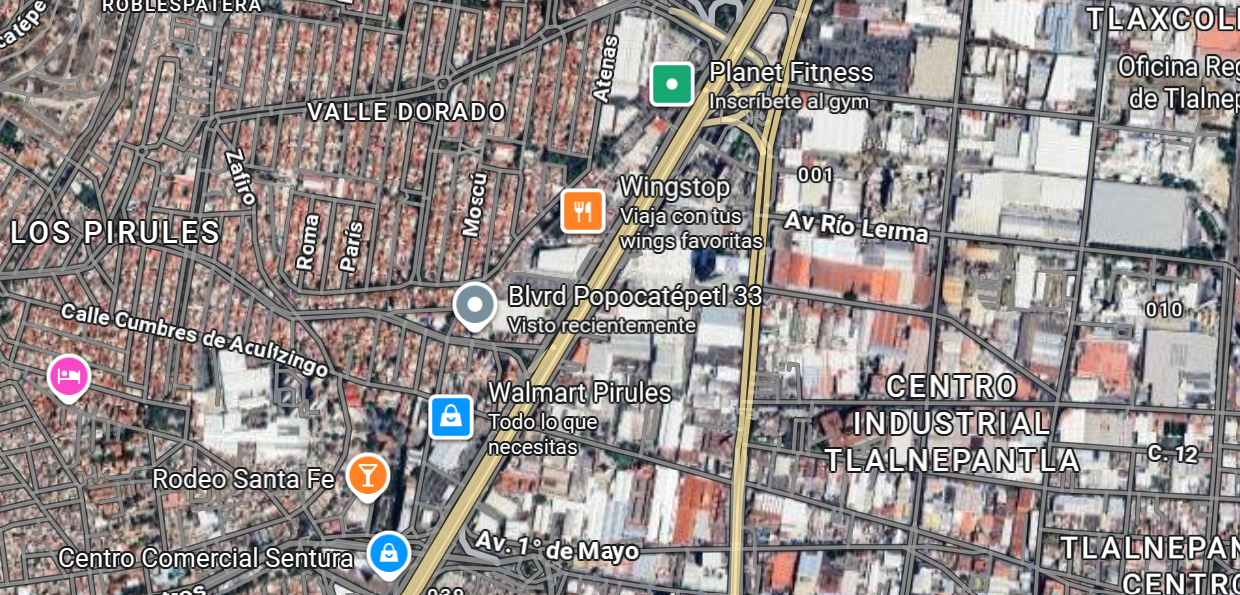 ROBLESPATERA
TLAXCOL
Atenas
Planet Fitness
Inscríbete al gym
Oficina Reg
de Tlalnep
VALLE DORADO
Zafiro
001
Wingstop
Viaja con tus
wings favoritas
Moscú
Av Río Lerma
LOS PIRULES
Roma
París
Blvrd Popocatépetl 33
Visto recientemente
010
Calle Cumbres de Acultzingo
Walmart Pirules
Todo lo que
necesitas
CENTRO
INDUSTRIAL
TLALNEPANTLA
C. 12
Rodeo Santa Fe
Av. 1° de Mayo
Centro Comercial Sentura
TLALNEPAN
CENTRO